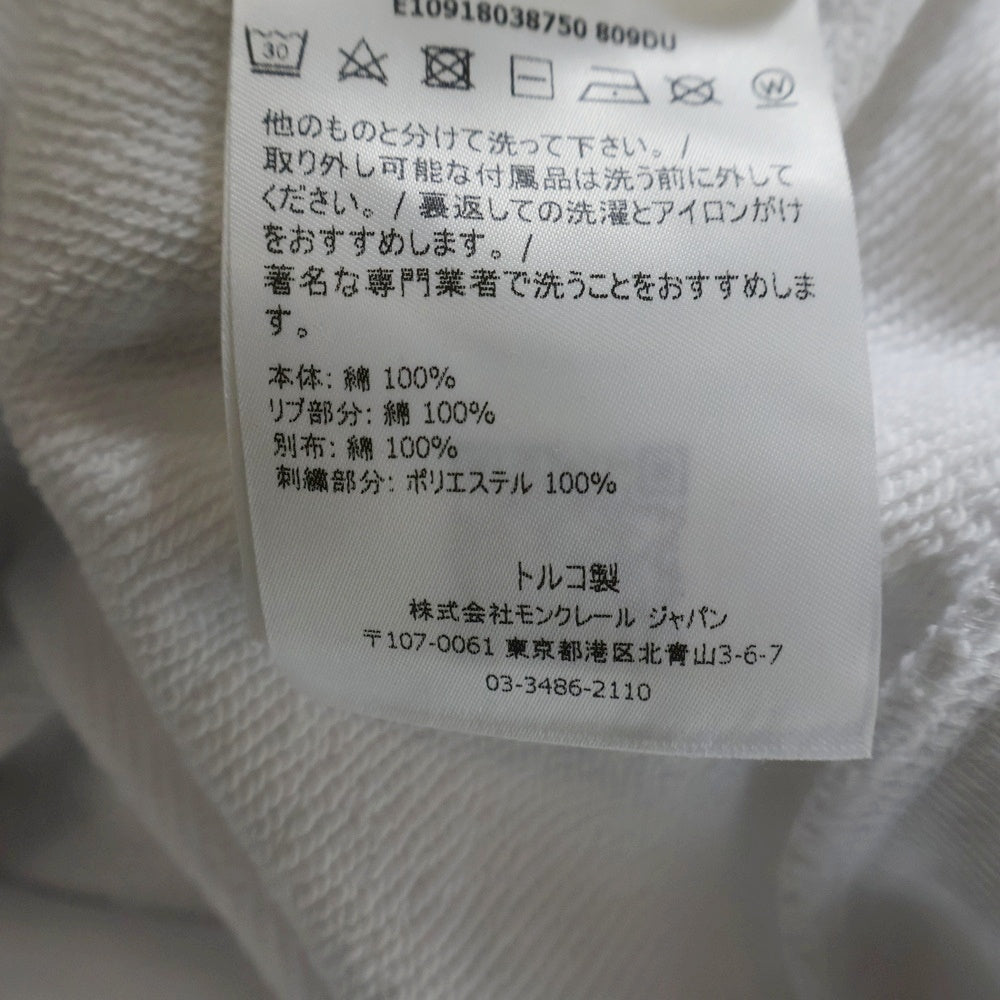 E10918038750 809DU
30
W
他のものと分けて洗って下さい。/
取り外し可能な付属品は洗う前に外して
ください。/ 裏返しての洗濯とアイロンがけ
をおすすめします。/
著名な専門業者で洗うことをおすすめしま
す。
本体: 綿 100%
リブ部分: 綿 100%
別布: 綿 100%
刺繍部分: ポリエステル 100%
トルコ製
株式会社モンクレール ジャパン
〒107-0061 東京都港区北青山3-6-7
03-3486-2110